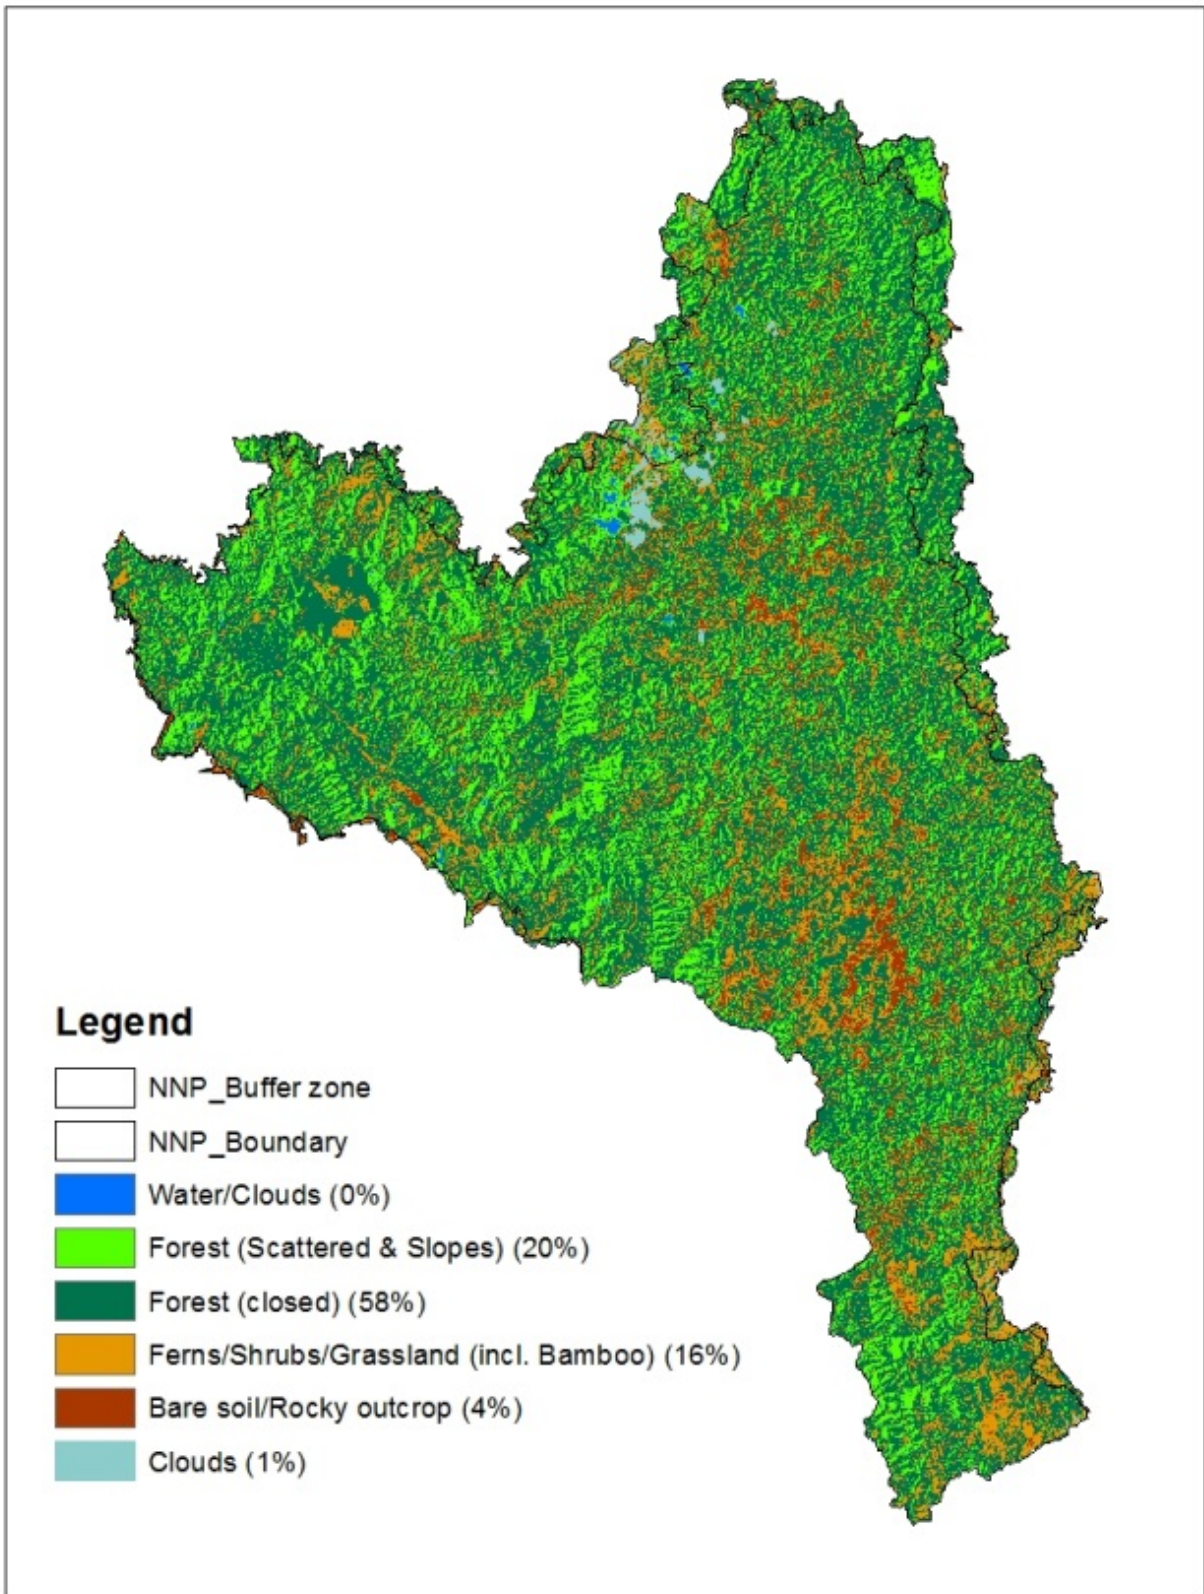 Legend
NNP_Buffer zone
NNP_Boundary
Water/Clouds (0%)
Forest (Scattered & Slopes) (20%)
Forest (closed) (58%)
Ferns/Shrubs/Grassland (incl. Bamboo) (16%)
Bare soil/Rocky outcrop (4%)
Clouds (1%)